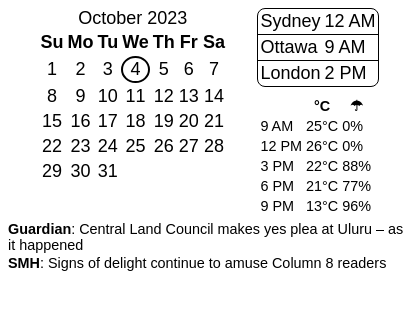 October 2023
Su Mo Tu We Th Fr Sa
1 2 3 4 5 6 7
8 9 10 11 12 13 14
15 16 17 18 19 20 21
22 23 24 25 26 27 28
29 30 31
Sydney 12 AM
Ottawa 9 AM
London 2 PM
°C ☂
9 AM 25°C 0%
12 PM 26°C 0%
3 PM 22°C 88%
6 PM 21°C 77%
9 PM 13°C 96%
Guardian: Central Land Council makes yes plea at Uluru – as
it happened
SMH: Signs of delight continue to amuse Column 8 readers